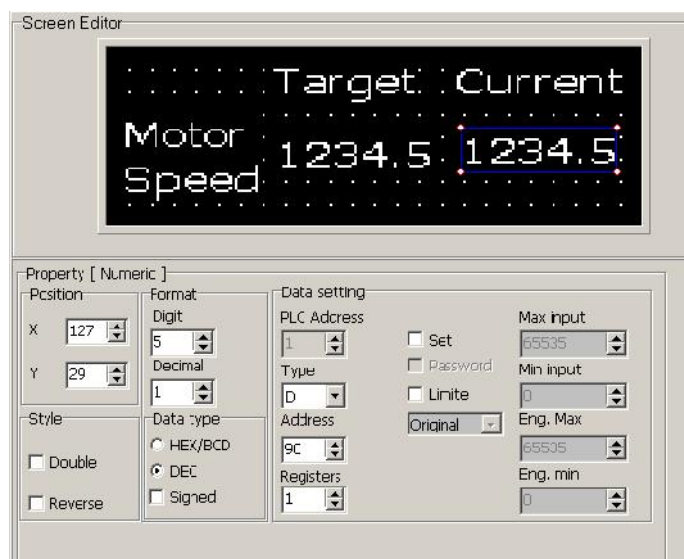 Screen Editor
Target Current
Motor
Speed
1234.5 1234.5
Property [ Numeric ]
Position
X 127
Y 29
Style
Double
Reverse
Format
Digit
5
Decimal
1
Data type
HEX/BCD
DEC
Signed
Data setting
PLC Address
1
Type
D
Address
90
Registers
1
Set
Password
Limite
Original
Max input
65535
Min input
0
Eng. Max
65535
Eng. min
0